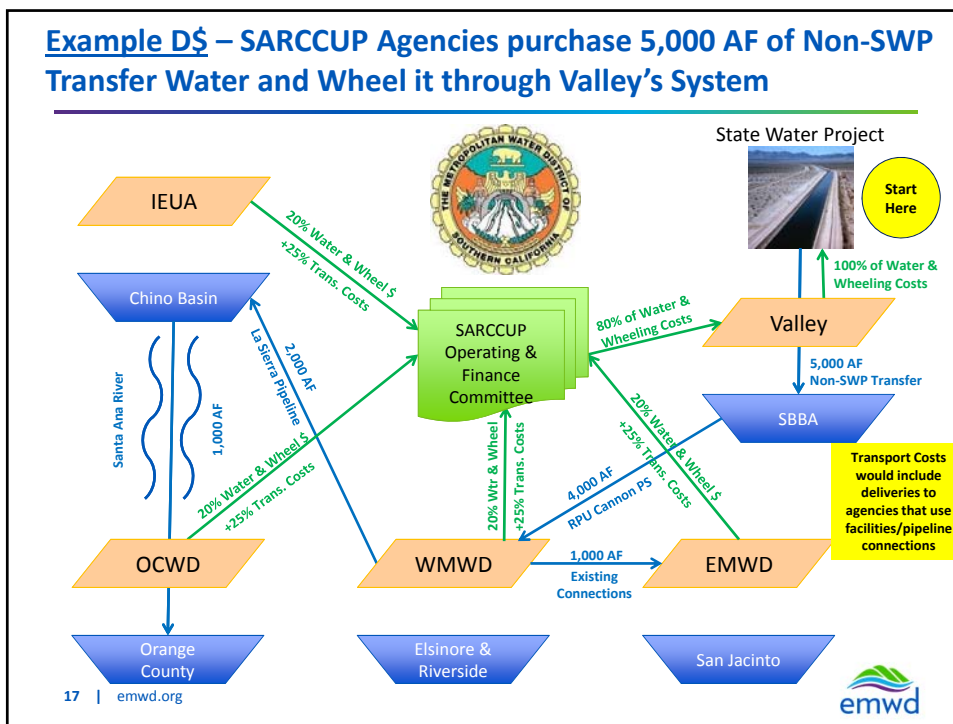 Example D$ – SARCCUP Agencies purchase 5,000 AF of Non-SWP
Transfer Water and Wheel it through Valley's System
State Water Project
Start
Here
THE METROPOLITAN WATER DISTRICT OF
SOUTHERN CALIFORNIA
IEUA
20% Water & Wheel $
+25% Trans. Costs
100% of Water &
Wheeling Costs
Chino Basin
Valley
80% of Water &
Wheeling Costs
SARCCUP
Operating &
Finance
Committee
2,000 AF
La Sierra Pipeline
5,000 AF
Non-SWP Transfer
SBBA
Santa Ana River
1,000 AF
20% Water & Wheel $
+25% Trans. Costs
20% Wtr & Wheel
+25% Trans. Costs
20% Water & Wheel $
+25% Trans. Costs
4,000 AF
RPU Cannon PS
Transport Costs
would include
deliveries to
agencies that use
facilities/pipeline
connections
OCWD
WMWD
1,000 AF
Existing
Connections
EMWD
Orange
County
Elsinore &
Riverside
San Jacinto
17 | emwd.org
emwd